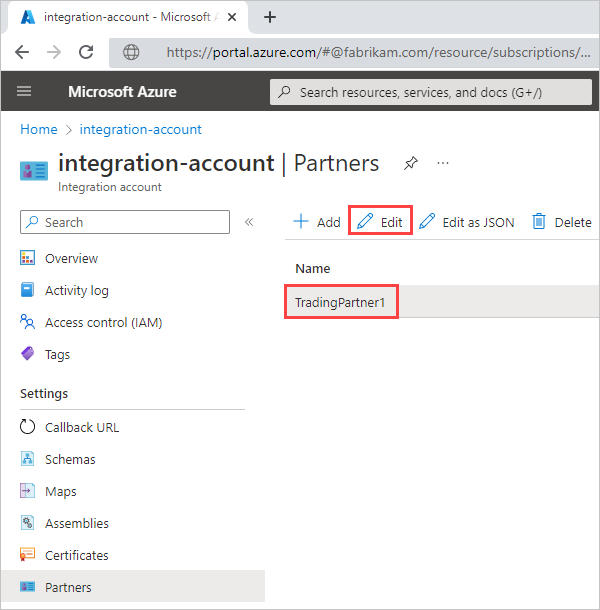 integration-account - Microsoft A
https://portal.azure.com/#@fabrikam.com/resource/subscriptions/...
Microsoft Azure
Search resources, services, and docs (G+/)
Home > integration-account
integration-account | Partners ...
Integration account
Search «
Add Edit Edit as JSON Delete
Overview
Activity log
Access control (IAM)
Tags
Name
TradingPartner1
Settings
Callback URL
Schemas
Maps
Assemblies
Certificates
Partners